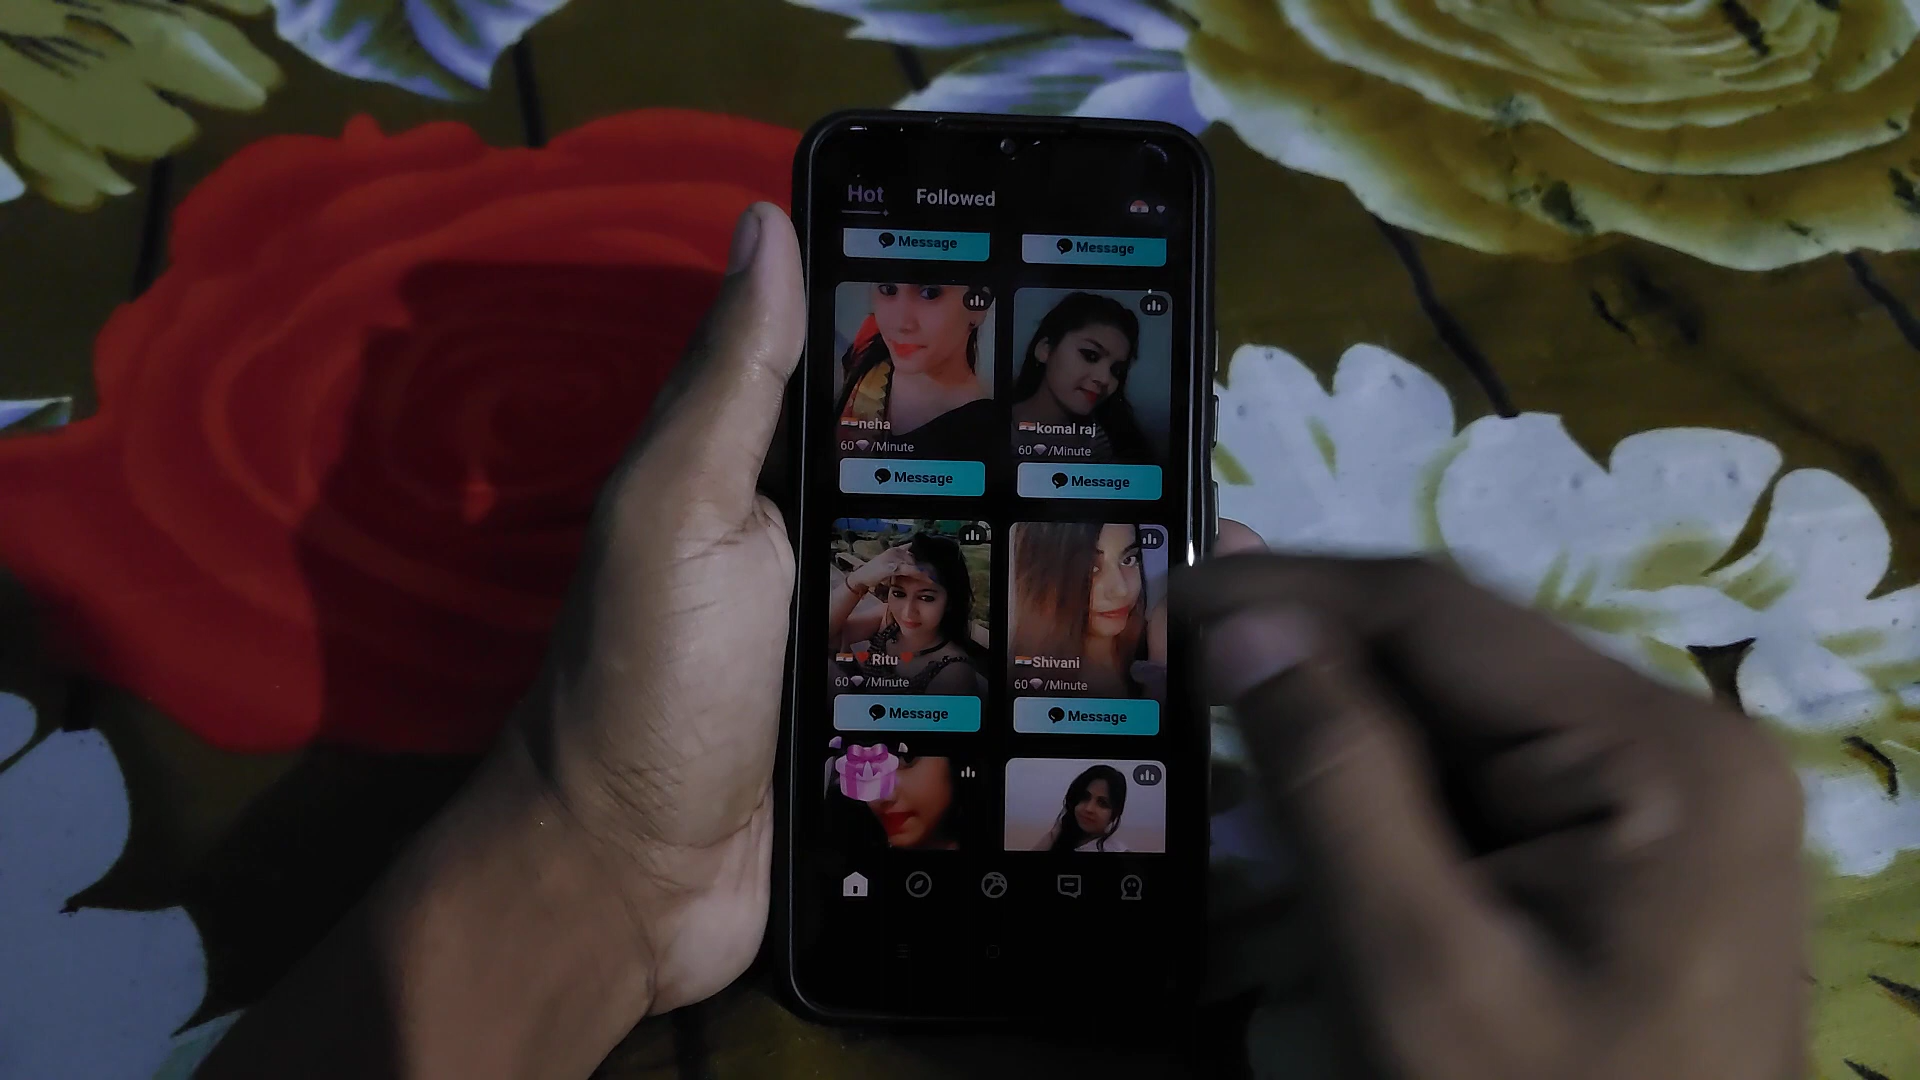 Hot Followed
Message Message
neha komal raj
60 /Minute 60 /Minute
Message Message
Ritu Shivani
60 /Minute 60 /Minute
Message Message